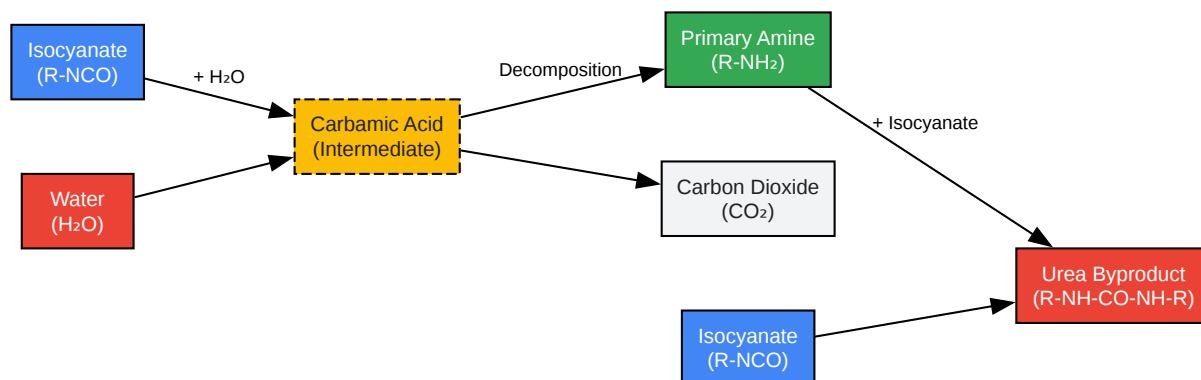 Isocyanate
(R-NCO)
+ H₂O
Water
(H₂O)
Carbamic Acid
(Intermediate)
Decomposition
Primary Amine
(R-NH₂)
+ Isocyanate
Carbon Dioxide
(CO₂)
Isocyanate
(R-NCO)
Urea Byproduct
(R-NH-CO-NH-R)